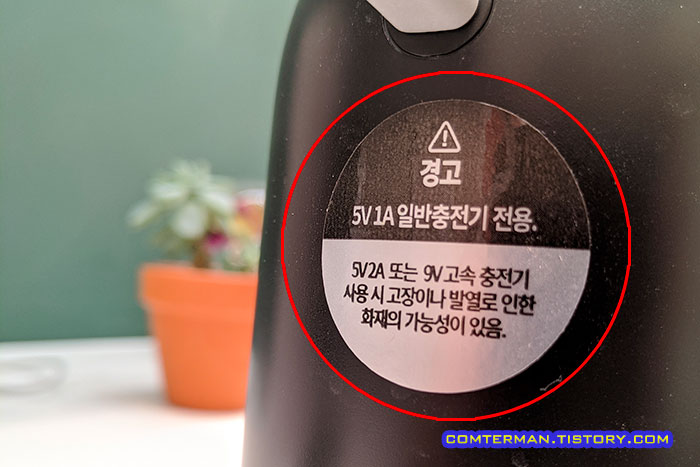 경고
5V 1A 일반충전기 전용.
5V 2A 또는 9V 고속 충전기
사용 시 고장이나 발열로 인한
화재의 가능성이 있음.
COMTERMAN.TISTORY.COM